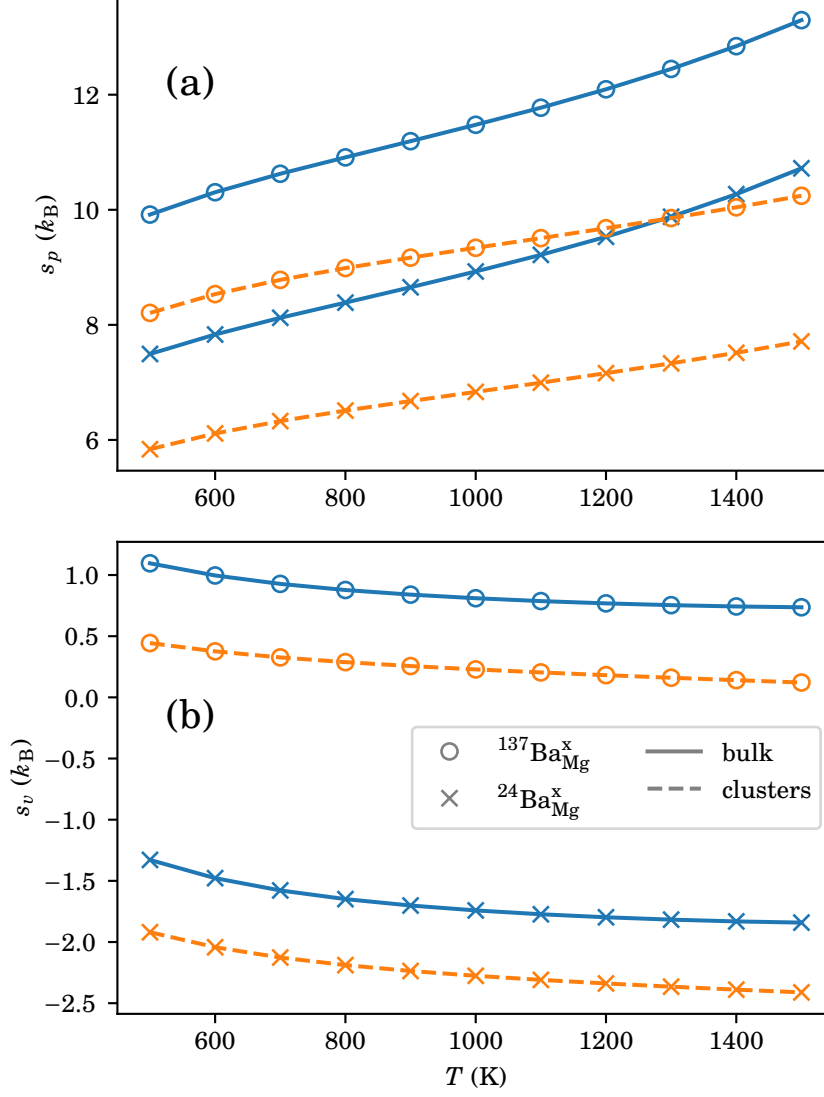 (a)
s_p (k_B)
12
10
8
6
600 800 1000 1200 1400
(b)
s_v (k_B)
1.0
0.5
0.0
−0.5
−1.0
−1.5
−2.0
−2.5
¹³⁷Ba^x_Mg bulk
²⁴Ba^x_Mg clusters
600 800 1000 1200 1400
T (K)